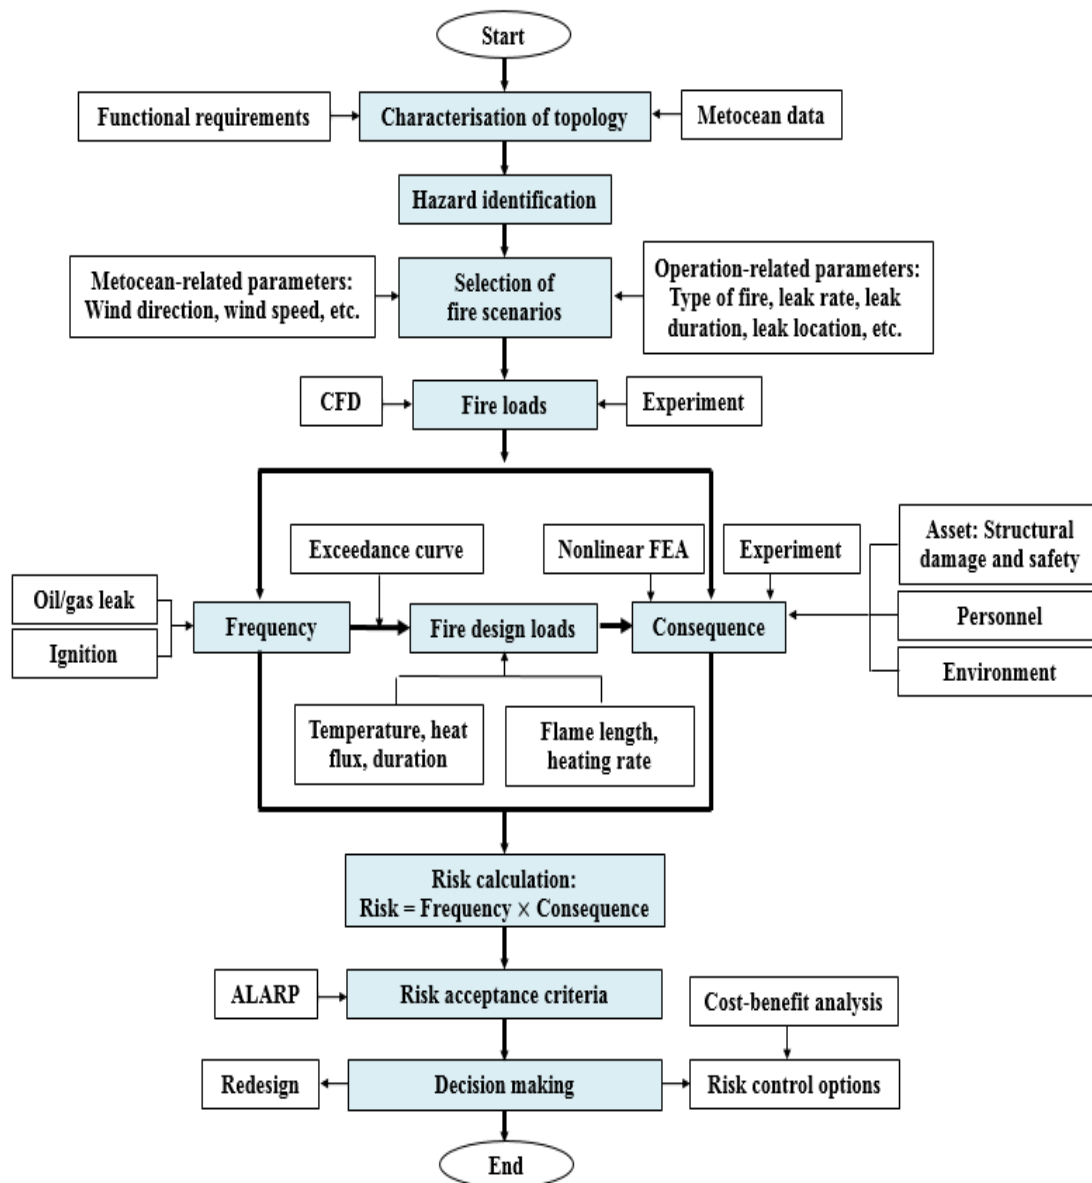 Start
Functional requirements
Characterisation of topology
Metocean data
Hazard identification
Metocean-related parameters:
Wind direction, wind speed, etc.
Selection of
fire scenarios
Operation-related parameters:
Type of fire, leak rate, leak
duration, leak location, etc.
CFD
Fire loads
Experiment
Exceedance curve
Nonlinear FEA
Experiment
Asset: Structural
damage and safety
Oil/gas leak
Ignition
Frequency
Fire design loads
Consequence
Personnel
Environment
Temperature, heat
flux, duration
Flame length,
heating rate
Risk calculation:
Risk = Frequency × Consequence
ALARP
Risk acceptance criteria
Cost-benefit analysis
Redesign
Decision making
Risk control options
End